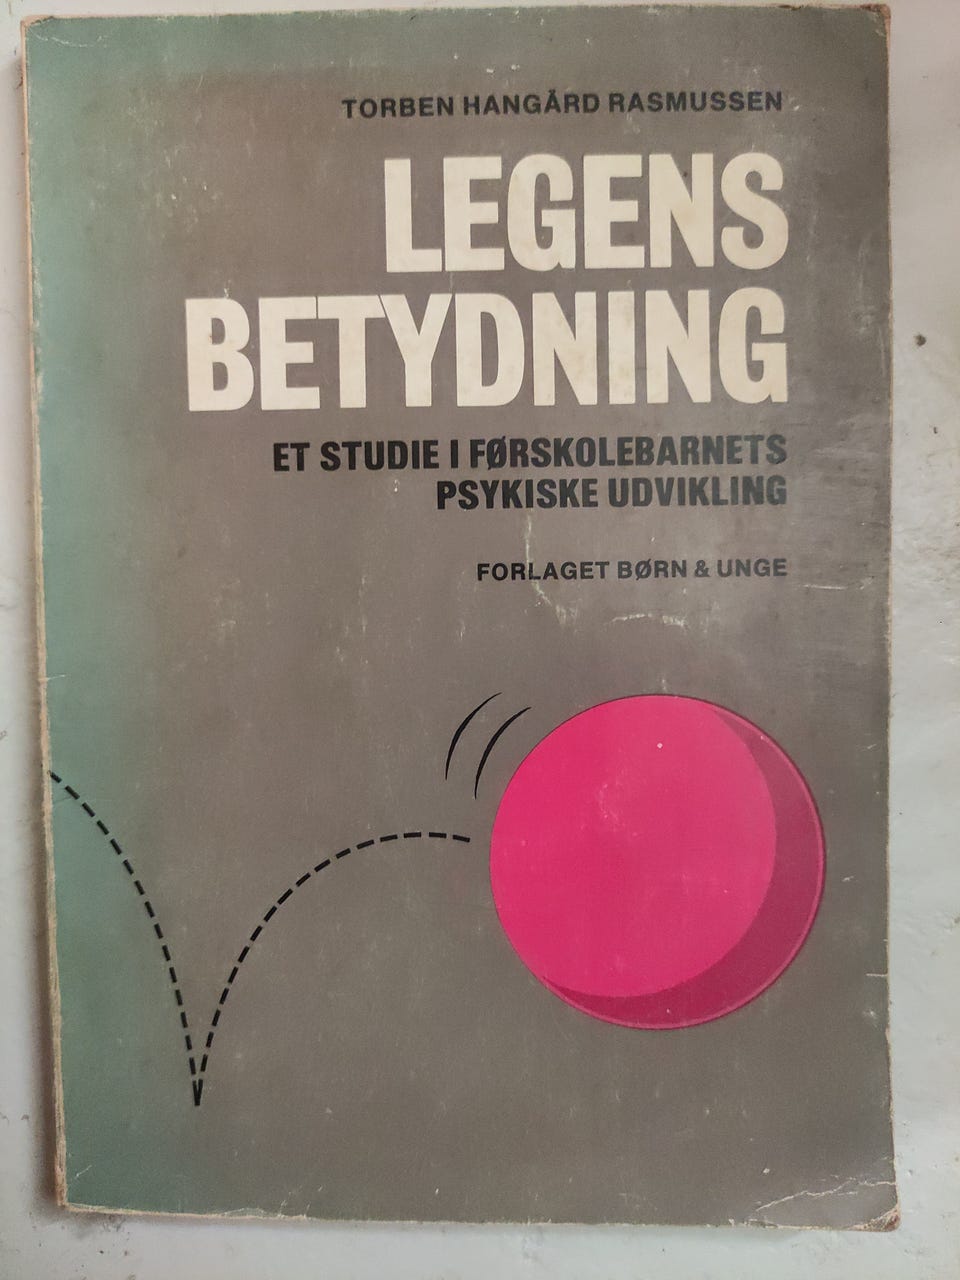 TORBEN HANGÅRD RASMUSSEN
LEGENS
BETYDNING
ET STUDIE I FØRSKOLEBARNETS
PSYKISKE UDVIKLING
FORLAGET BØRN & UNGE